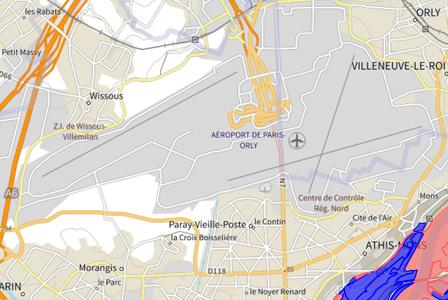 les Rabats
ORLY
Petit Massy
VILLENEUVE-LE-ROI
D66
Wissous
Z.I. de Wissous-
Villemilan
AÉROPORT DE PARIS
ORLY
A6
N7
Centre de Contrôle
Rég. Nord
Mons
Cité de l'Air
Paray-Vieille-Poste
le Contin
la Croix Boisselière
ATHIS-MONS
Morangis
D118
le Parc
le Noyer Renard
ARIN